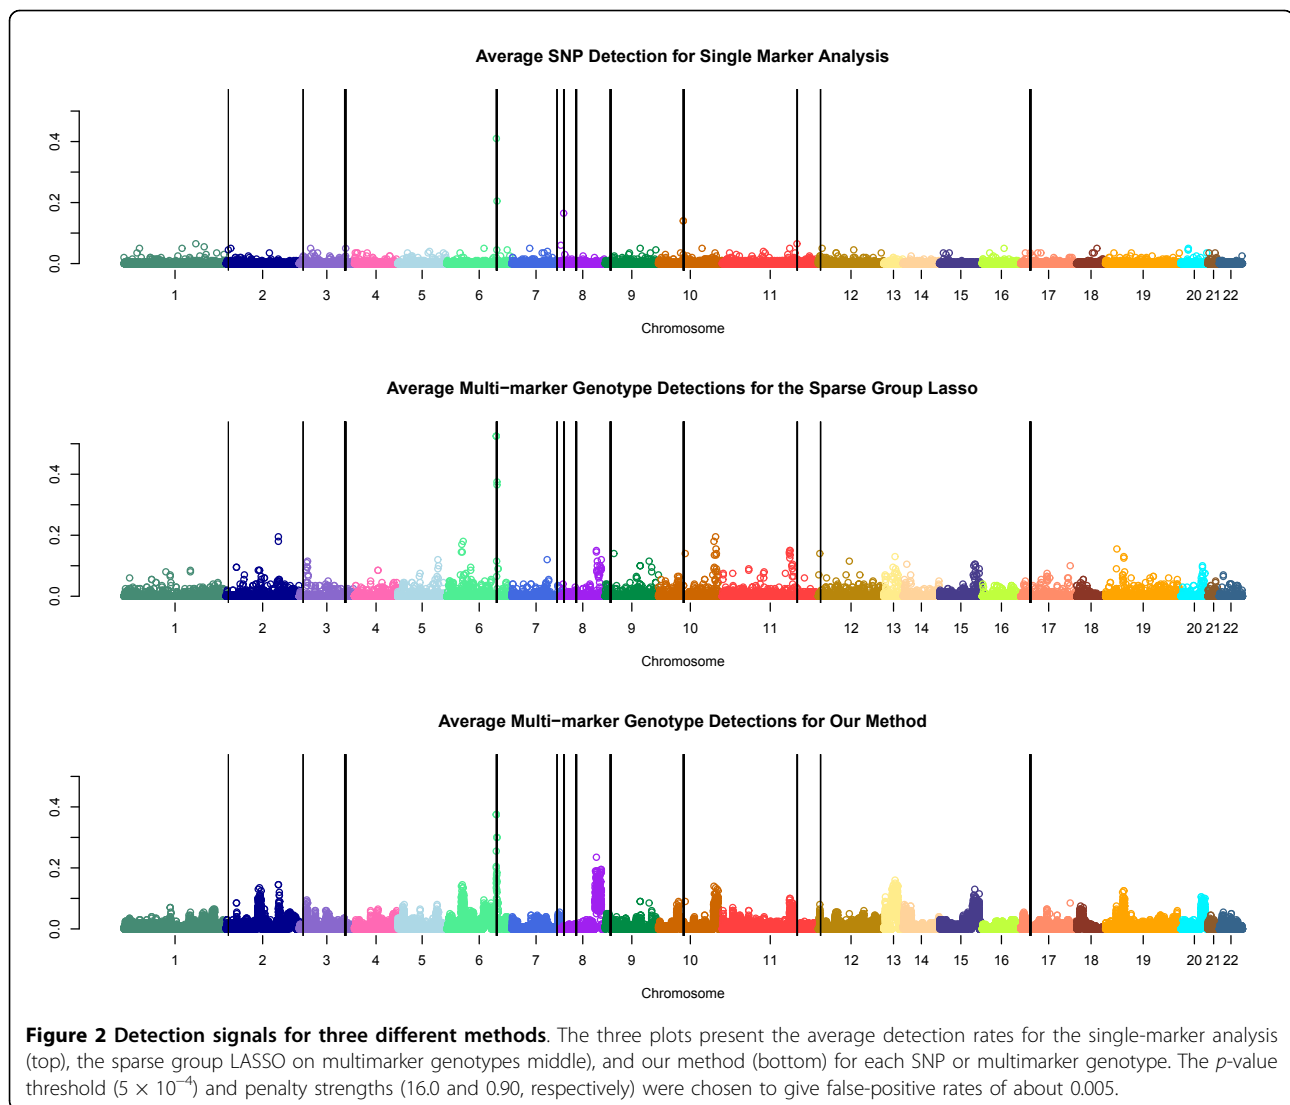 Average SNP Detection for Single Marker Analysis
0.4
0.2
0.0
1 2 3 4 5 6 7 8 9 10 11 12 13 14 15 16 17 18 19 20 21 22
Chromosome
Average Multi−marker Genotype Detections for the Sparse Group Lasso
0.4
0.2
0.0
1 2 3 4 5 6 7 8 9 10 11 12 13 14 15 16 17 18 19 20 21 22
Chromosome
Average Multi−marker Genotype Detections for Our Method
0.4
0.2
0.0
1 2 3 4 5 6 7 8 9 10 11 12 13 14 15 16 17 18 19 20 21 22
Chromosome
Figure 2 Detection signals for three different methods. The three plots present the average detection rates for the single-marker analysis
(top), the sparse group LASSO on multimarker genotypes middle), and our method (bottom) for each SNP or multimarker genotype. The p-value
threshold (5 × 10⁻⁴) and penalty strengths (16.0 and 0.90, respectively) were chosen to give false-positive rates of about 0.005.